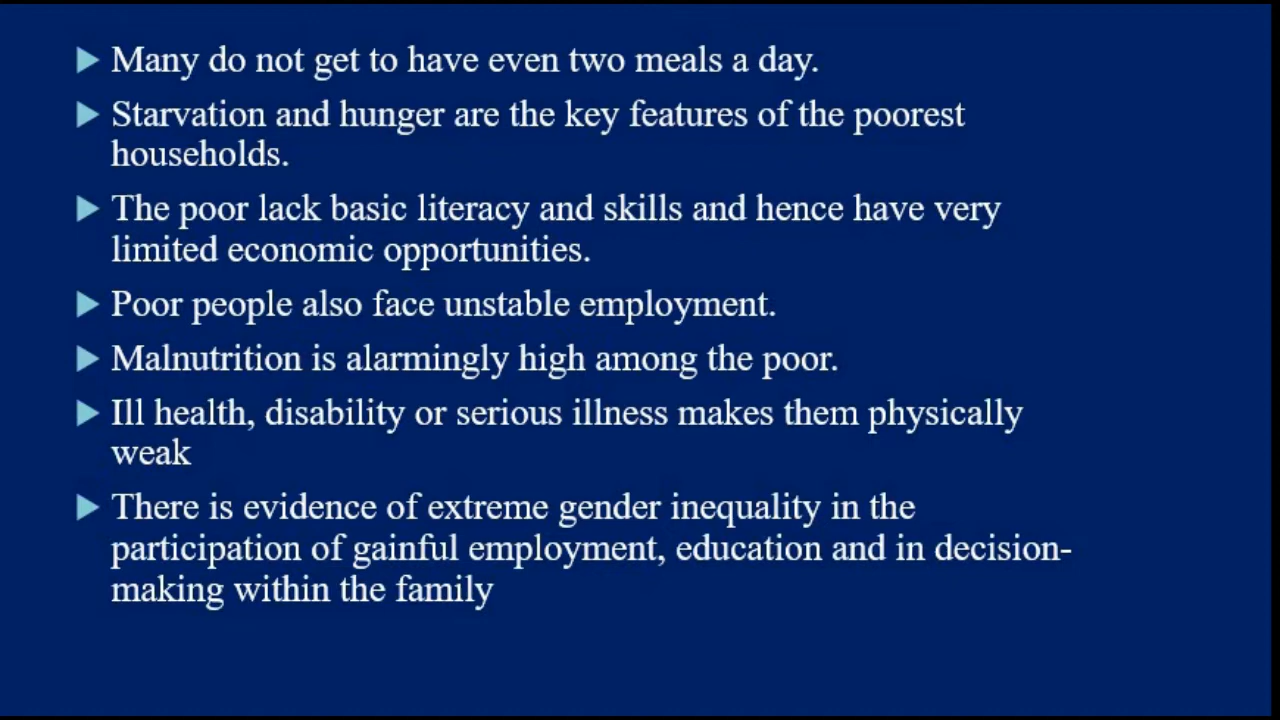 Many do not get to have even two meals a day.
Starvation and hunger are the key features of the poorest
households.
The poor lack basic literacy and skills and hence have very
limited economic opportunities.
Poor people also face unstable employment.
Malnutrition is alarmingly high among the poor.
Ill health, disability or serious illness makes them physically
weak
There is evidence of extreme gender inequality in the
participation of gainful employment, education and in decision-
making within the family